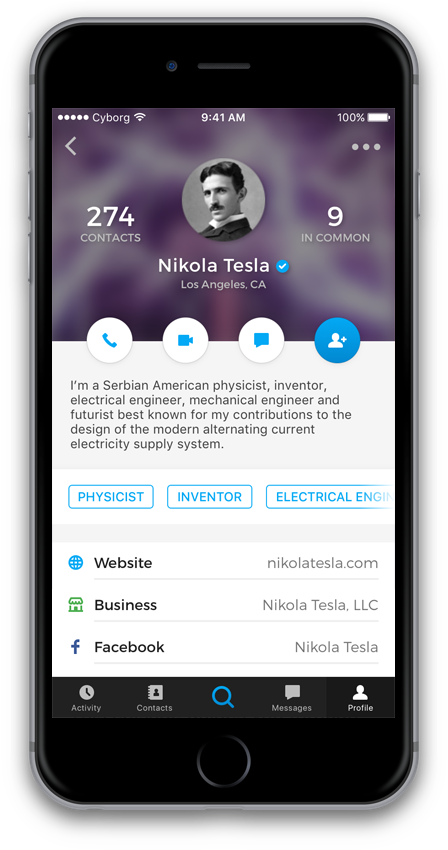 Cyborg
9:41 AM
100%
274
CONTACTS
9
IN COMMON
Nikola Tesla
Los Angeles, CA
I'm a Serbian American physicist, inventor,
electrical engineer, mechanical engineer and
futurist best known for my contributions to the
design of the modern alternating current
electricity supply system.
PHYSICIST
INVENTOR
ELECTRICAL ENGIN
Website
nikolatesla.com
Business
Nikola Tesla, LLC
Facebook
Nikola Tesla
Activity
Contacts
Messages
Profile